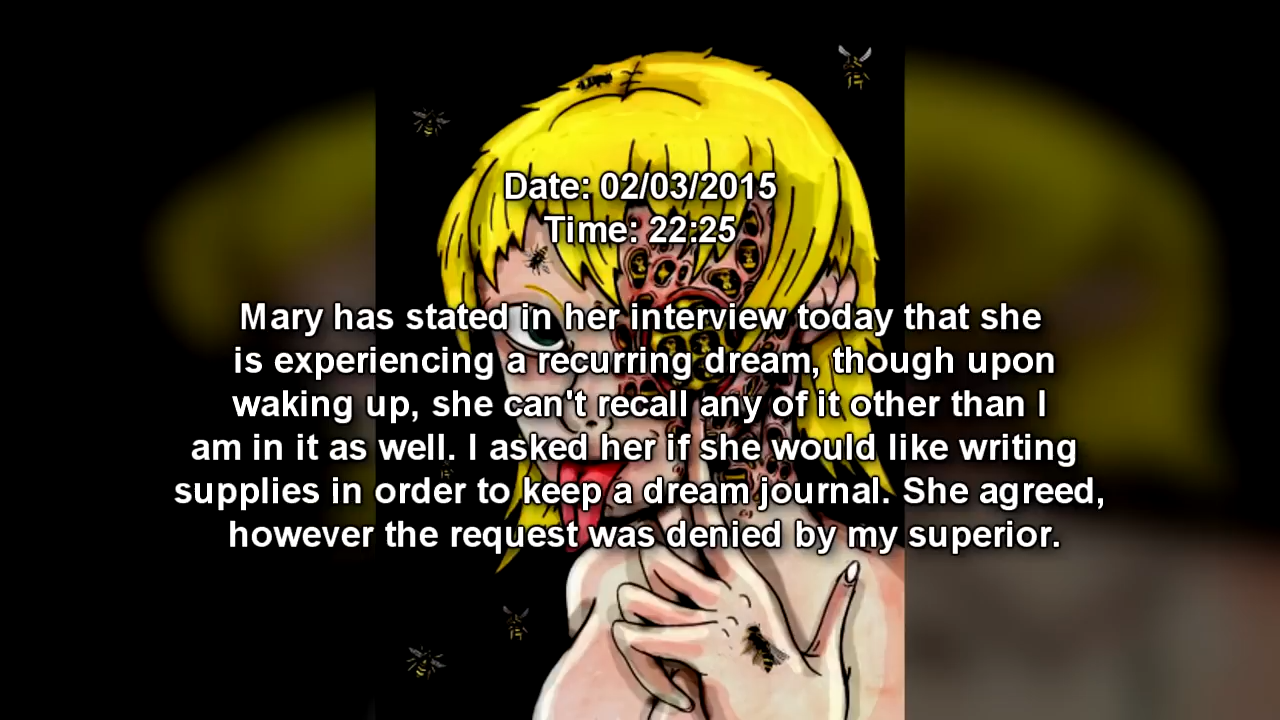 Date: 02/03/2015
Time: 22:25
Mary has stated in her interview today that she
is experiencing a recurring dream, though upon
waking up, she can't recall any of it other than I
am in it as well. I asked her if she would like writing
supplies in order to keep a dream journal. She agreed,
however the request was denied by my superior.